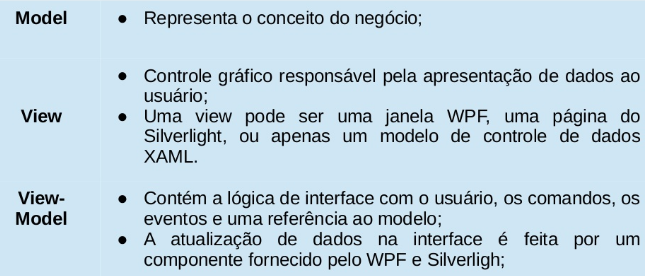 Model
● Representa o conceito do negócio;
● Controle gráfico responsável pela apresentação de dados ao
usuário;
View
● Uma view pode ser uma janela WPF, uma página do
Silverlight, ou apenas um modelo de controle de dados
XAML.
View-
Model
● Contém a lógica de interface com o usuário, os comandos, os
eventos e uma referência ao modelo;
● A atualização de dados na interface é feita por um
componente fornecido pelo WPF e Silverligh;